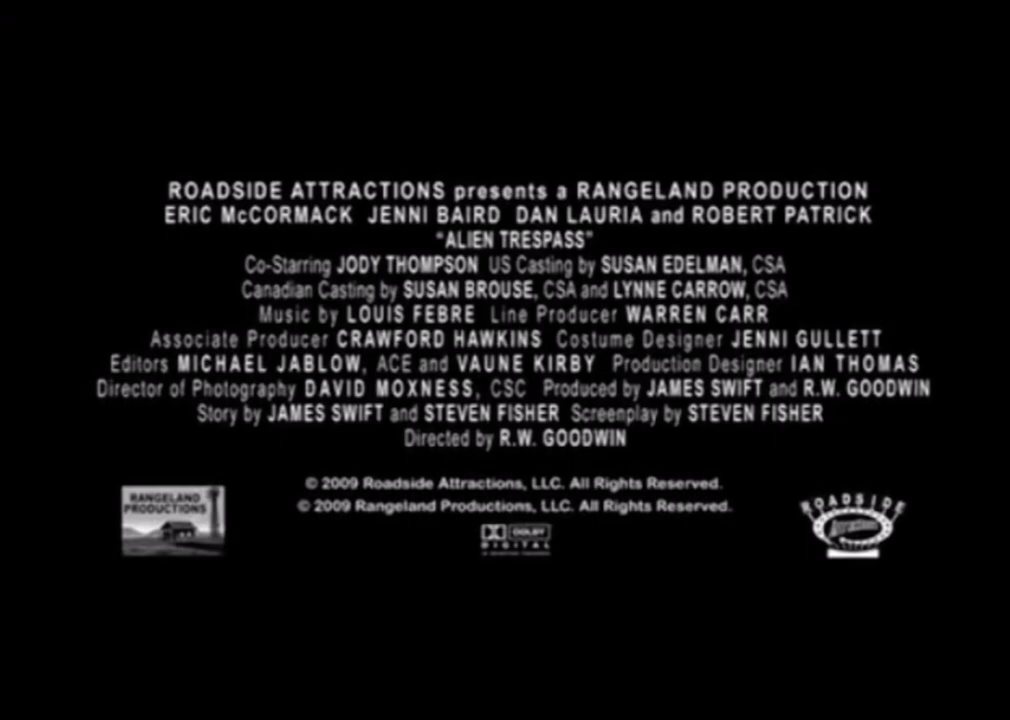 ROADSIDE ATTRACTIONS presents a RANGELAND PRODUCTION
ERIC McCORMACK JENNI BAIRD DAN LAURIA and ROBERT PATRICK
"ALIEN TRESPASS"
Co-Starring JODY THOMPSON US Casting by SUSAN EDELMAN, CSA
Canadian Casting by SUSAN BROUSE, CSA and LYNNE CARROW, CSA
Music by LOUIS FEBRE Line Producer WARREN CARR
Associate Producer CRAWFORD HAWKINS Costume Designer JENNI GULLETT
Editors MICHAEL JABLOW, ACE and VAUNE KIRBY Production Designer IAN THOMAS
Director of Photography DAVID MOXNESS, CSC Produced by JAMES SWIFT and R.W. GOODWIN
Story by JAMES SWIFT and STEVEN FISHER Screenplay by STEVEN FISHER
Directed by R.W. GOODWIN
© 2009 Roadside Attractions, LLC. All Rights Reserved.
© 2009 Rangeland Productions, LLC. All Rights Reserved.
RANGELAND
PRODUCTIONS
DOLBY
DIGITAL
ROADSIDE
Attractions